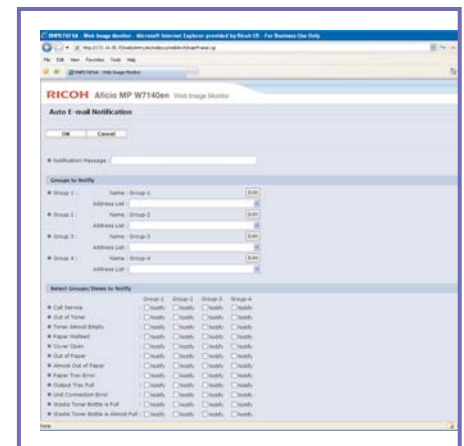 Web Image Monitor - Microsoft Internet Explorer provided by Ricoh US - For Business Use Only
File Edit View Favorites Tools Help
Web Image Monitor
RICOH Aficio MP W7140en Web Image Monitor
Auto E-mail Notification
OK Cancel
Notification Message :
Groups to Notify
Group 1 : Name : Group-1 Edit
Address List :
Group 2 : Name : Group-2 Edit
Address List :
Group 3 : Name : Group-3 Edit
Address List :
Group 4 : Name : Group-4 Edit
Address List :
Select Groups/Items to Notify
Group-1 Group-2 Group-3 Group-4
Call Service : Notify Notify Notify Notify
Out of Toner : Notify Notify Notify Notify
Toner Almost Empty : Notify Notify Notify Notify
Paper Misfeed : Notify Notify Notify Notify
Cover Open : Notify Notify Notify Notify
Out of Paper : Notify Notify Notify Notify
Almost Out of Paper : Notify Notify Notify Notify
Paper Tray Error : Notify Notify Notify Notify
Output Tray Full : Notify Notify Notify Notify
Unit Connection Error : Notify Notify Notify Notify
Waste Toner Bottle is Full : Notify Notify Notify Notify
Waste Toner Bottle is Almost Full : Notify Notify Notify Notify
Done